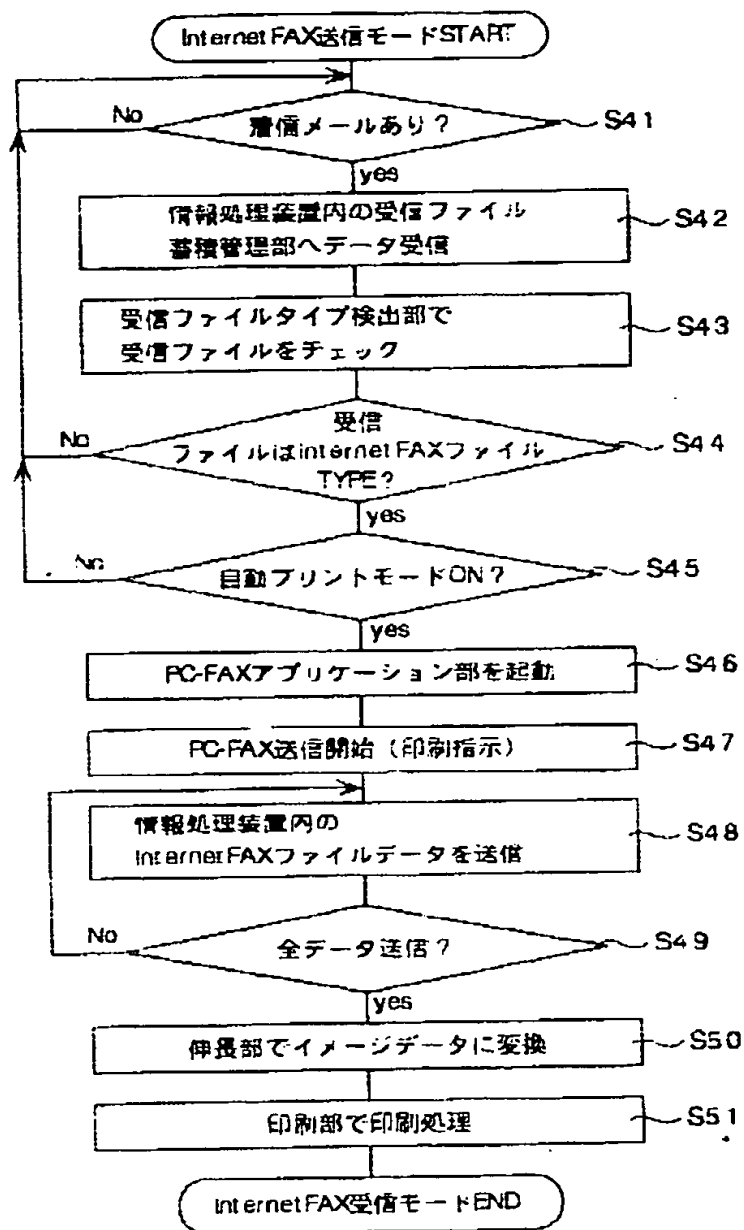 Internet FAX送信モードSTART
No
着信メールあり?
S41
yes
情報処理装置内の受信ファイル
蓄積管理部へデータ受信
S42
受信ファイルタイプ検出部で
受信ファイルをチェック
S43
受信
ファイルはinternet FAXファイル
TYPE?
No
S44
yes
No
自動プリントモードON?
S45
yes
PC-FAXアプリケーション部を起動
S46
PC-FAX送信開始(印刷指示)
S47
情報処理装置内の
Internet FAXファイルデータを送信
S48
No
全データ送信?
S49
yes
伸長部でイメージデータに変換
S50
印刷部で印刷処理
S51
Internet FAX受信モードEND